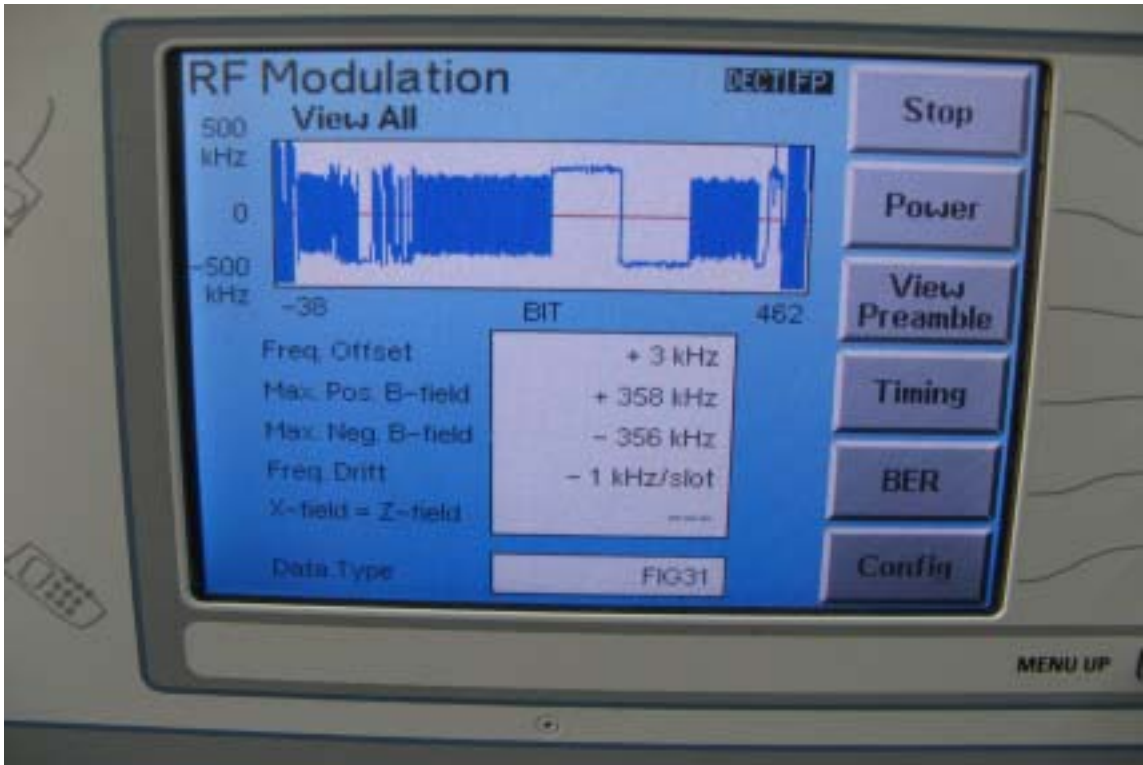 RF Modulation
DECT FP
View All
500
kHz
0
-500
kHz
-38
BIT
462
Freq. Offset
+ 3 kHz
Max. Pos. B-field
+ 358 kHz
Max. Neg. B-field
- 356 kHz
Freq. Drift
- 1 kHz/slot
X-field = Z-field
----
Data Type
FIG31
Stop
Power
View
Preamble
Timing
BER
Config
MENU UP